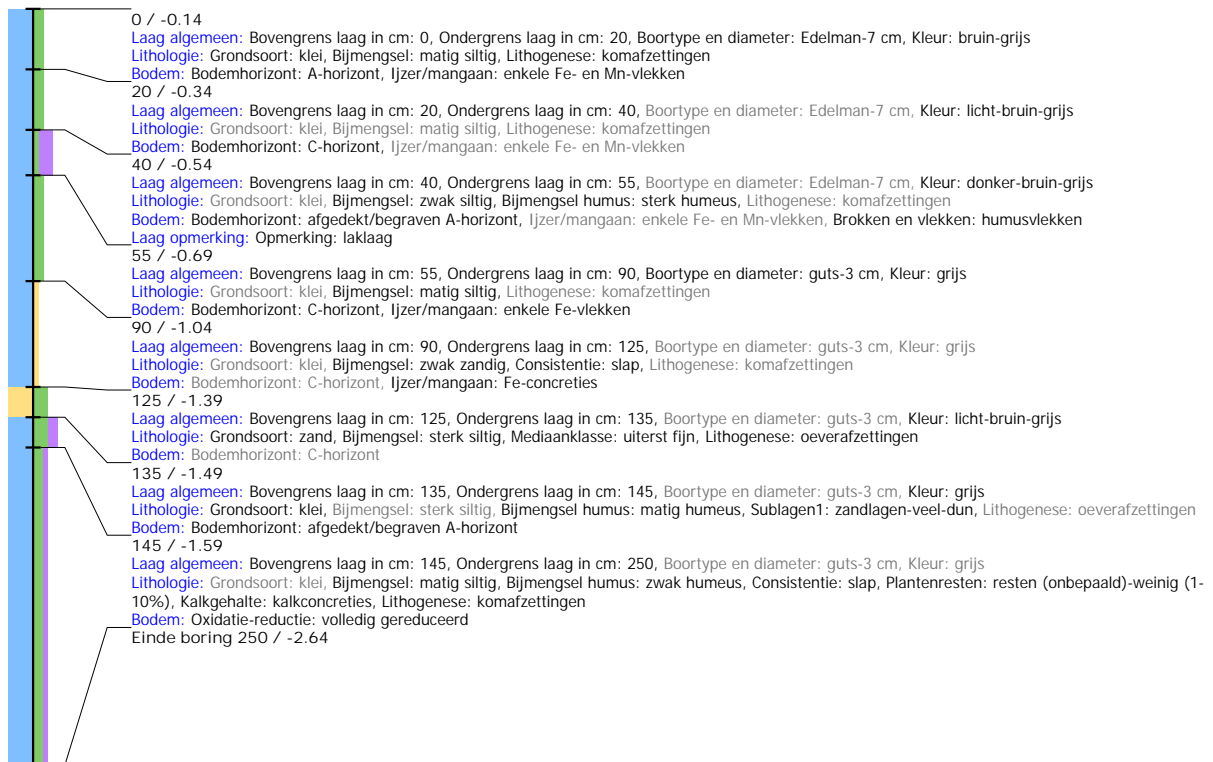 0 / -0.14
Laag algemeen: Bovengrens laag in cm: 0, Ondergrens laag in cm: 20, Boortype en diameter: Edelman-7 cm, Kleur: bruin-grijs
Lithologie: Grondsoort: klei, Bijmengsel: matig siltig, Lithogenese: komafzettingen
Bodem: Bodemhorizont: A-horizont, Ijzer/mangaan: enkele Fe- en Mn-vlekken
20 / -0.34
Laag algemeen: Bovengrens laag in cm: 20, Ondergrens laag in cm: 40, Boortype en diameter: Edelman-7 cm, Kleur: licht-bruin-grijs
Lithologie: Grondsoort: klei, Bijmengsel: matig siltig, Lithogenese: komafzettingen
Bodem: Bodemhorizont: C-horizont, Ijzer/mangaan: enkele Fe- en Mn-vlekken
40 / -0.54
Laag algemeen: Bovengrens laag in cm: 40, Ondergrens laag in cm: 55, Boortype en diameter: Edelman-7 cm, Kleur: donker-bruin-grijs
Lithologie: Grondsoort: klei, Bijmengsel: zwak siltig, Bijmengsel humus: sterk humeus, Lithogenese: komafzettingen
Bodem: Bodemhorizont: afgedekt/begraven A-horizont, Ijzer/mangaan: enkele Fe- en Mn-vlekken, Brokken en vlekken: humusvlekken
Laag opmerking: Opmerking: laklaag
55 / -0.69
Laag algemeen: Bovengrens laag in cm: 55, Ondergrens laag in cm: 90, Boortype en diameter: guts-3 cm, Kleur: grijs
Lithologie: Grondsoort: klei, Bijmengsel: matig siltig, Lithogenese: komafzettingen
Bodem: Bodemhorizont: C-horizont, Ijzer/mangaan: enkele Fe-vlekken
90 / -1.04
Laag algemeen: Bovengrens laag in cm: 90, Ondergrens laag in cm: 125, Boortype en diameter: guts-3 cm, Kleur: grijs
Lithologie: Grondsoort: klei, Bijmengsel: zwak zandig, Consistentie: slap, Lithogenese: komafzettingen
Bodem: Bodemhorizont: C-horizont, Ijzer/mangaan: Fe-concreties
125 / -1.39
Laag algemeen: Bovengrens laag in cm: 125, Ondergrens laag in cm: 135, Boortype en diameter: guts-3 cm, Kleur: licht-bruin-grijs
Lithologie: Grondsoort: zand, Bijmengsel: sterk siltig, Mediaanklasse: uiterst fijn, Lithogenese: oeverafzettingen
Bodem: Bodemhorizont: C-horizont
135 / -1.49
Laag algemeen: Bovengrens laag in cm: 135, Ondergrens laag in cm: 145, Boortype en diameter: guts-3 cm, Kleur: grijs
Lithologie: Grondsoort: klei, Bijmengsel: sterk siltig, Bijmengsel humus: matig humeus, Sublagen1: zandlagen-veel-dun, Lithogenese: oeverafzettingen
Bodem: Bodemhorizont: afgedekt/begraven A-horizont
145 / -1.59
Laag algemeen: Bovengrens laag in cm: 145, Ondergrens laag in cm: 250, Boortype en diameter: guts-3 cm, Kleur: grijs
Lithologie: Grondsoort: klei, Bijmengsel: matig siltig, Bijmengsel humus: zwak humeus, Consistentie: slap, Plantenresten: resten (onbepaald)-weinig (1-
10%), Kalkgehalte: kalkconcreties, Lithogenese: komafzettingen
Bodem: Oxidatie-reductie: volledig gereduceerd
Einde boring 250 / -2.64